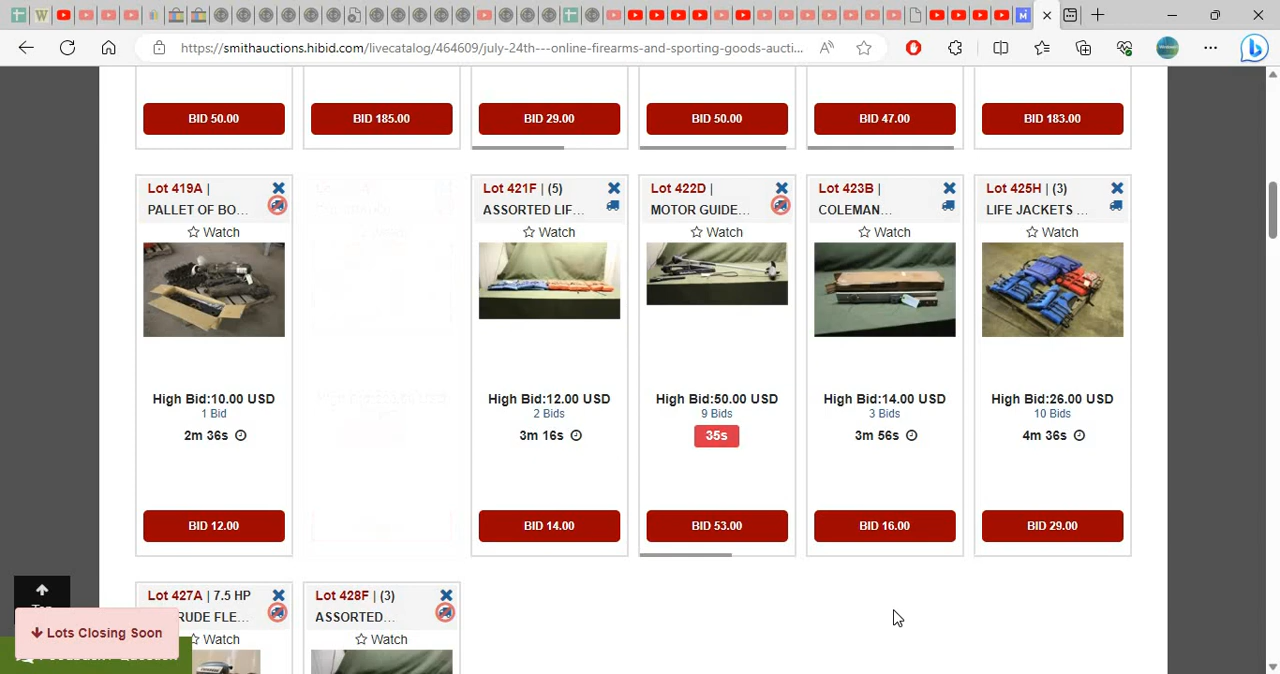 https://smithauctions.hibid.com/livecatalog/464609/july-24th---online-firearms-and-sporting-goods-aucti...
BID 50.00
BID 185.00
BID 29.00
BID 50.00
BID 47.00
BID 183.00
Lot 419A |
PALLET OF BO...
Watch
High Bid:10.00 USD
1 Bid
2m 36s
BID 12.00
Lot 421F | (5)
ASSORTED LIF...
Watch
High Bid:12.00 USD
2 Bids
3m 16s
BID 14.00
Lot 422D |
MOTOR GUIDE...
Watch
High Bid:50.00 USD
9 Bids
35s
BID 53.00
Lot 423B |
COLEMAN...
Watch
High Bid:14.00 USD
3 Bids
3m 56s
BID 16.00
Lot 425H | (3)
LIFE JACKETS ...
Watch
High Bid:26.00 USD
10 Bids
4m 36s
BID 29.00
Lot 427A | 7.5 HP
RUDE FLE...
Watch
Lot 428F | (3)
ASSORTED...
Watch
Lots Closing Soon